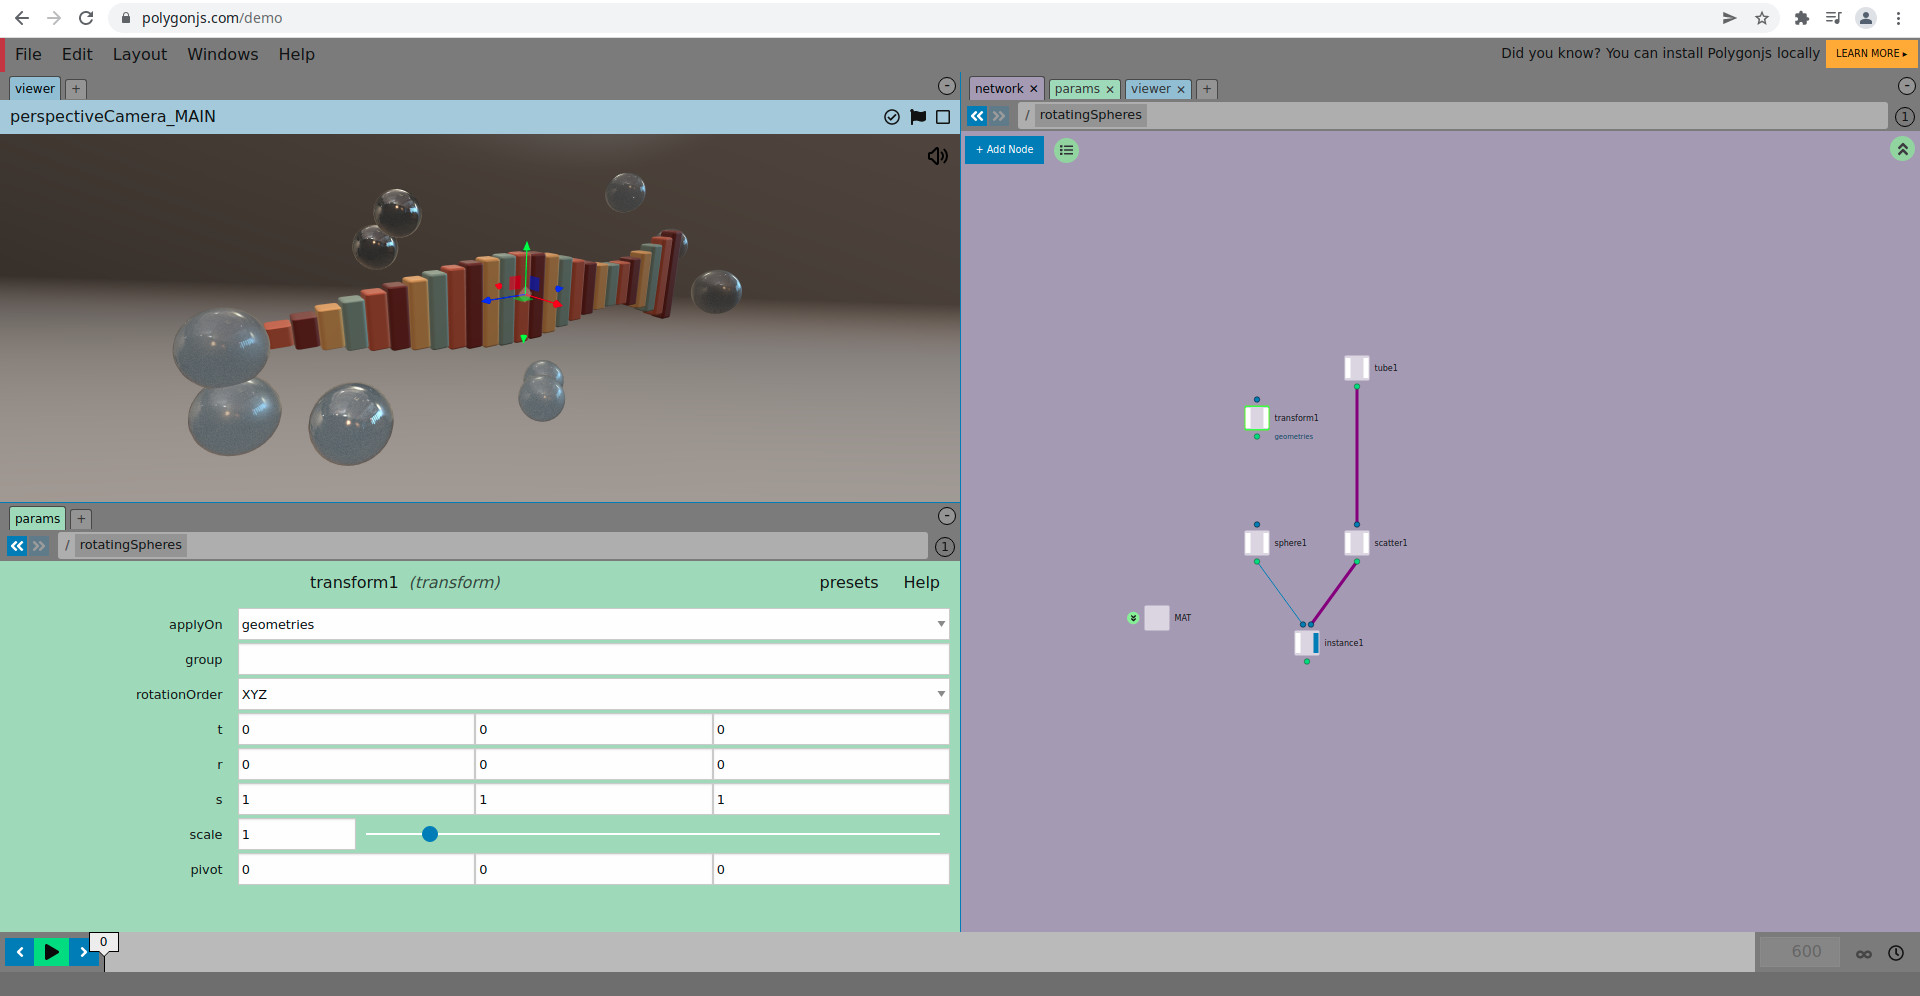 polygonjs.com/demo
File Edit Layout Windows Help
Did you know? You can install Polygonjs locally LEARN MORE ▸
viewer +
perspectiveCamera_MAIN
network × params × viewer × +
/ rotatingSpheres 1
+ Add Node
tube1
transform1
geometries
sphere1 scatter1
MAT
instance1
params +
/ rotatingSpheres 1
transform1 (transform) presets Help
applyOn geometries
group
rotationOrder XYZ
t 0 0 0
r 0 0 0
s 1 1 1
scale 1
pivot 0 0 0
0
600